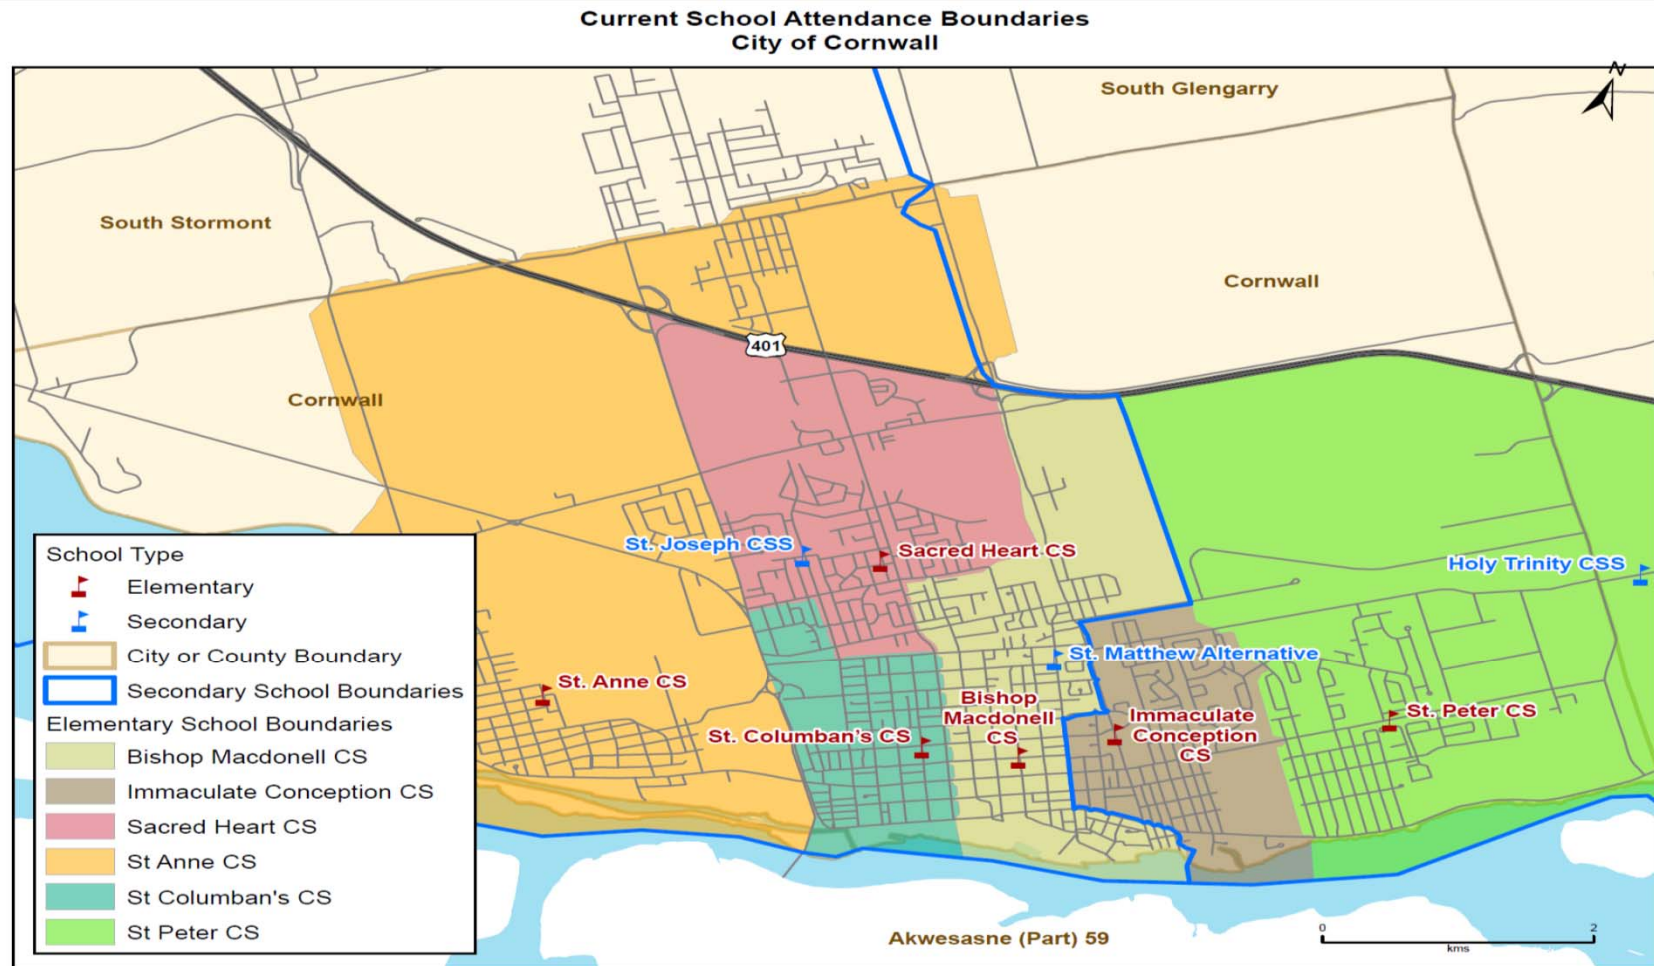 Current School Attendance Boundaries
City of Cornwall
N
South Glengarry
South Stormont
Cornwall
401
Cornwall
St. Joseph CSS
Sacred Heart CS
Holy Trinity CSS
St. Matthew Alternative
St. Anne CS
Bishop
Macdonell
CS
St. Columban's CS
Immaculate
Conception
CS
St. Peter CS
School Type
Elementary
Secondary
City or County Boundary
Secondary School Boundaries
Elementary School Boundaries
Bishop Macdonell CS
Immaculate Conception CS
Sacred Heart CS
St Anne CS
St Columban's CS
St Peter CS
Akwesasne (Part) 59
0 2
kms